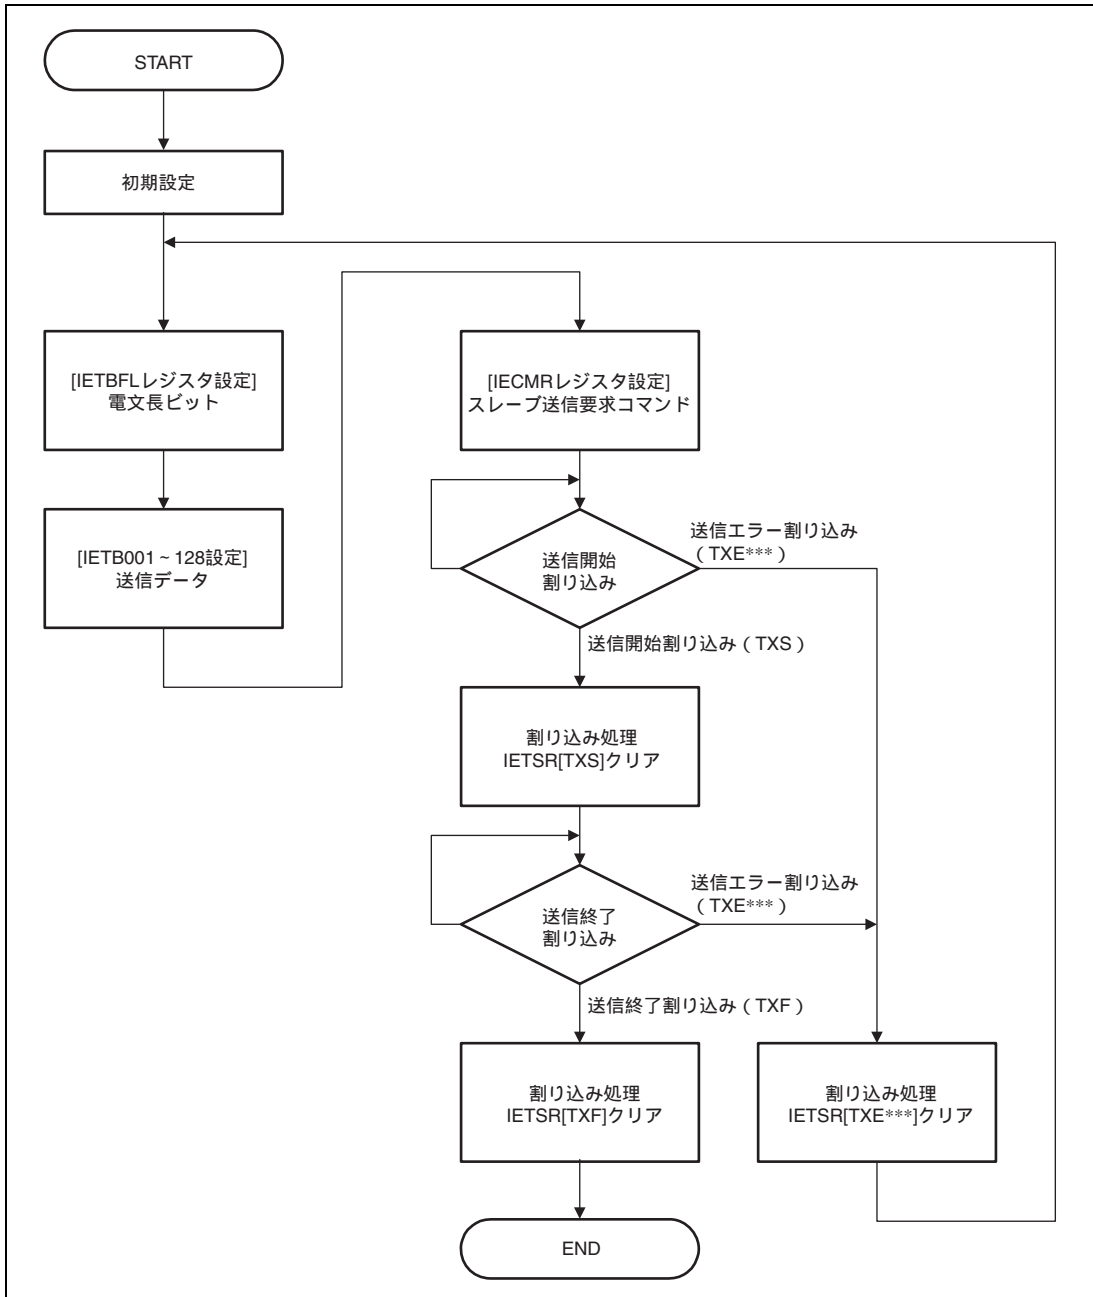 START
初期設定
[IETBFLレジスタ設定]
電文長ビット
[IETB001~128設定]
送信データ
[IECMRレジスタ設定]
スレーブ送信要求コマンド
送信開始
割り込み
送信エラー割り込み
(TXE***)
送信開始割り込み(TXS)
割り込み処理
IETSR[TXS]クリア
送信終了
割り込み
送信エラー割り込み
(TXE***)
送信終了割り込み(TXF)
割り込み処理
IETSR[TXF]クリア
割り込み処理
IETSR[TXE***]クリア
END